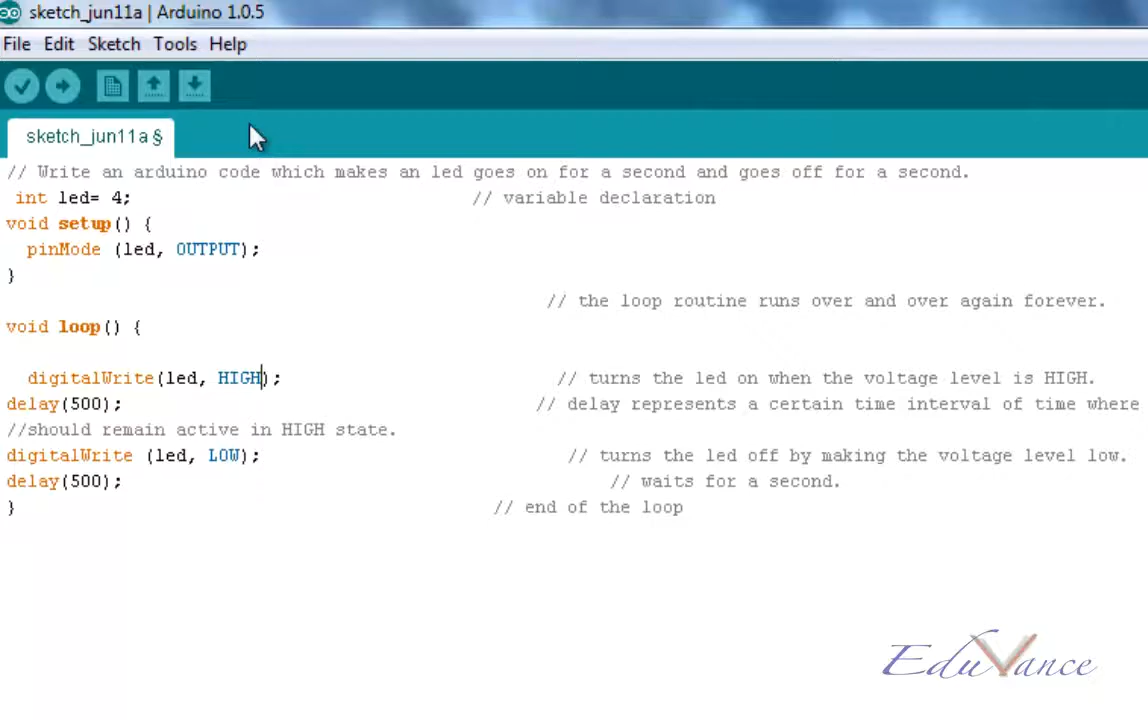 sketch_jun11a | Arduino 1.0.5
File Edit Sketch Tools Help
sketch_jun11a §
// Write an arduino code which makes an led goes on for a second and goes off for a second.
int led= 4; // variable declaration
void setup() {
pinMode (led, OUTPUT);
}
// the loop routine runs over and over again forever.
void loop() {
digitalWrite(led, HIGH); // turns the led on when the voltage level is HIGH.
delay(500); // delay represents a certain time interval of time where
//should remain active in HIGH state.
digitalWrite (led, LOW); // turns the led off by making the voltage level low.
delay(500); // waits for a second.
} // end of the loop
EduVance